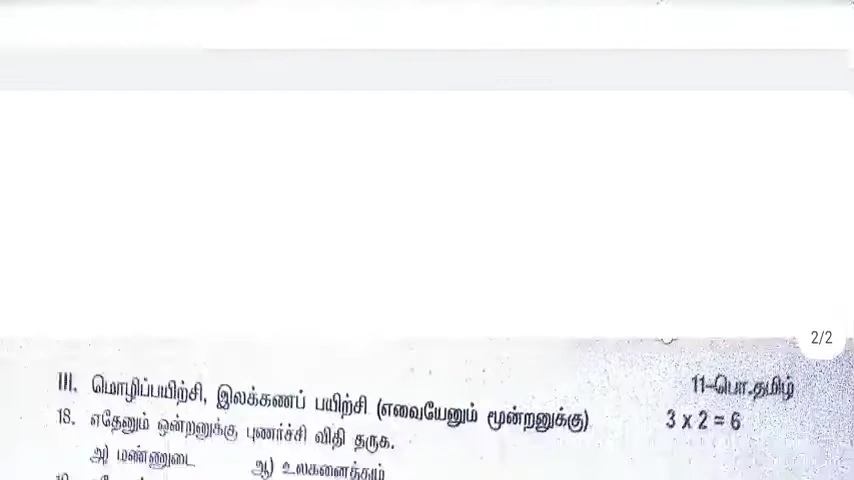 2/2
11-பொ.தமிழ்
III. மொழிப்பயிற்சி, இலக்கணப் பயிற்சி (எவையேனும் மூன்றனுக்கு) 3 x 2 = 6
18. எதேனும் ஒன்றனுக்கு புணர்ச்சி விதி தருக.
அ) மண்ணுடை ஆ) உலகனைத்தும்